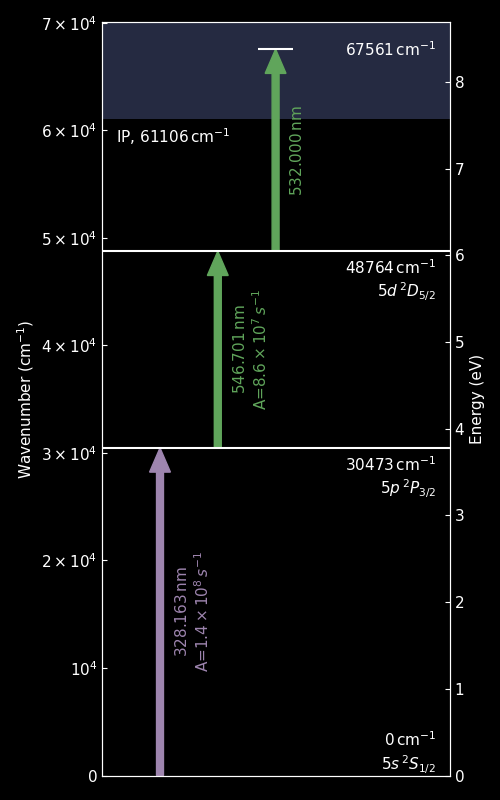 7 × 10⁴
67561 cm⁻¹
8
IP, 61106 cm⁻¹
6 × 10⁴
532.000 nm
7
5 × 10⁴
6
48764 cm⁻¹
5d ²D₅/₂
546.701 nm
A=8.6 × 10⁷ s⁻¹
4 × 10⁴
5
Wavenumber (cm⁻¹)
Energy (eV)
4
3 × 10⁴
30473 cm⁻¹
5p ²P₃/₂
3
328.163 nm
A=1.4 × 10⁸ s⁻¹
2 × 10⁴
2
10⁴
1
0 cm⁻¹
5s ²S₁/₂
0
0